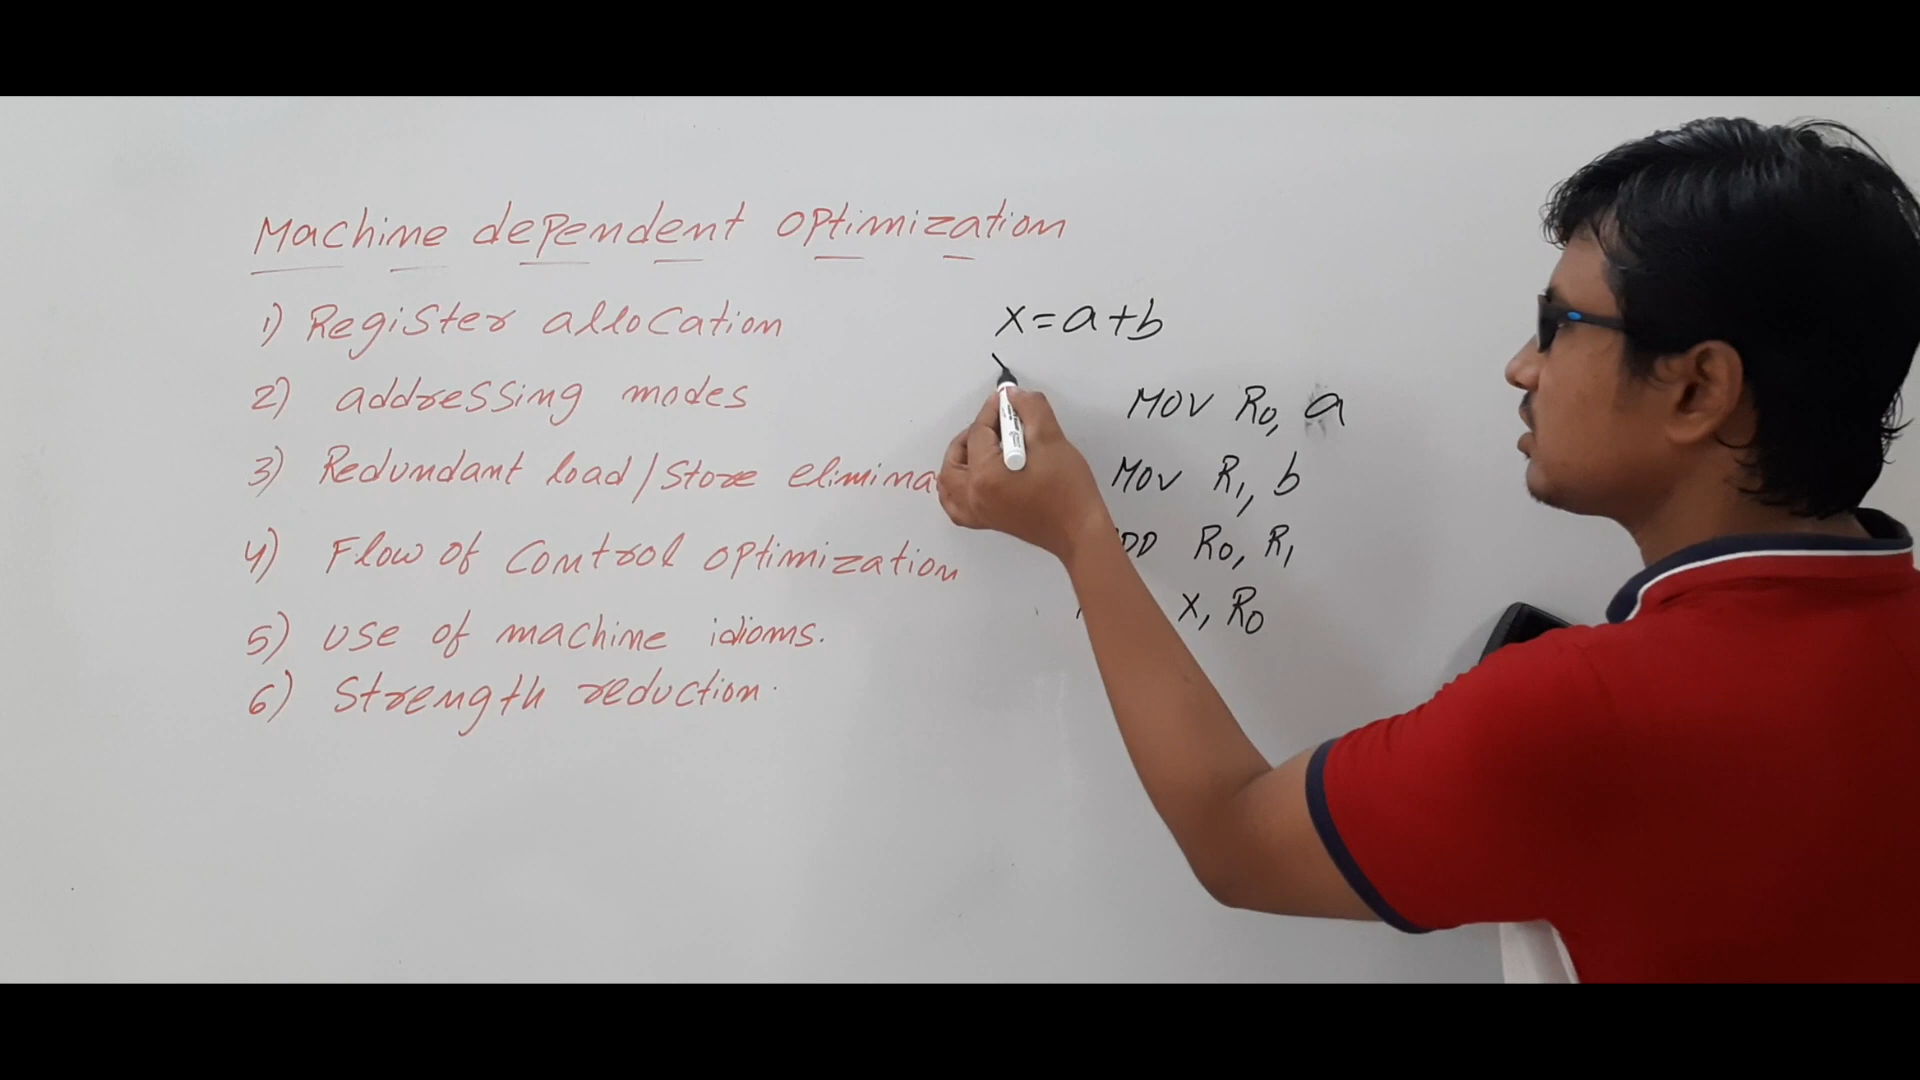 Machine dependent optimization
1) Register allocation
2) addressing modes
3) Redundant load/store elimina
4) Flow of control optimization
5) use of machine idioms.
6) Strength reduction.
x=a+b
MOV R0, a
MOV R1, b
DD R0, R1
x, R0